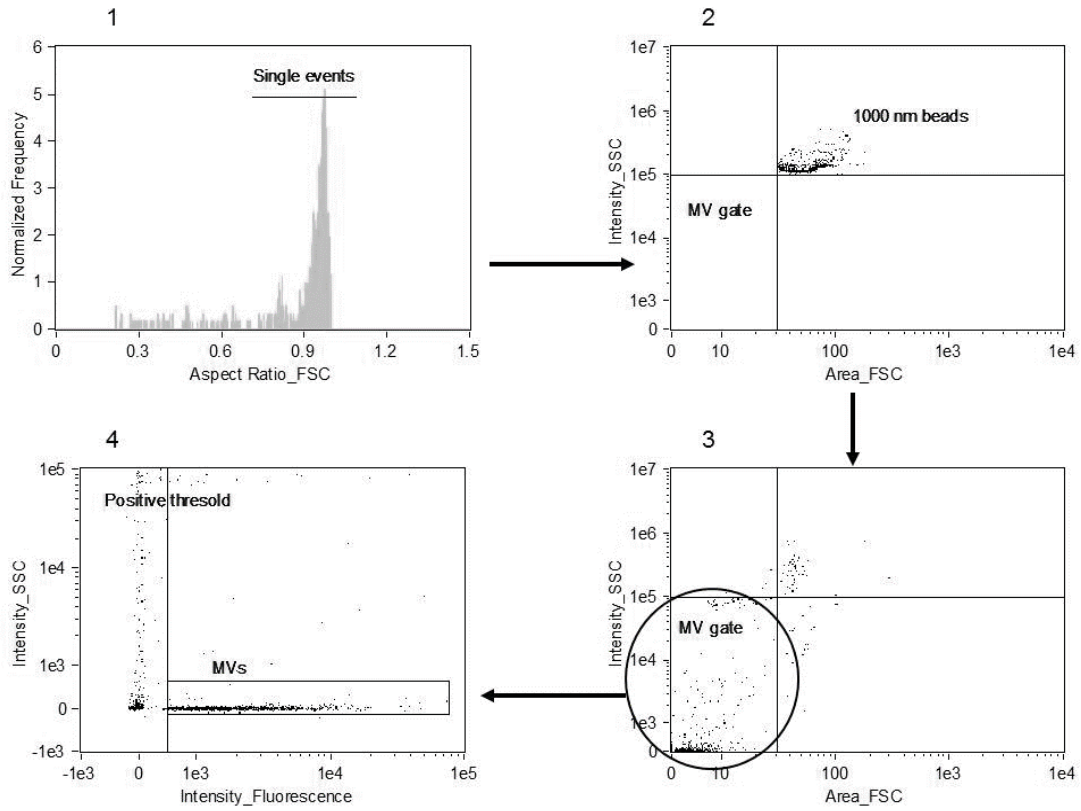 1
6
5
4
3
2
1
0
Normalized Frequency
Single events
0 0.3 0.6 0.9 1.2 1.5
Aspect Ratio_FSC
2
1e7
1e6
1e5
1e4
1e3
0
Intensity_SSC
1000 nm beads
MV gate
0 10 100 1e3 1e4
Area_FSC
4
1e5
1e4
1e3
0
-1e3
Intensity_SSC
Positive thresold
MVs
-1e3 0 1e3 1e4 1e5
Intensity_Fluorescence
3
1e7
1e6
1e5
1e4
1e3
0
Intensity_SSC
MV gate
0 10 100 1e3 1e4
Area_FSC